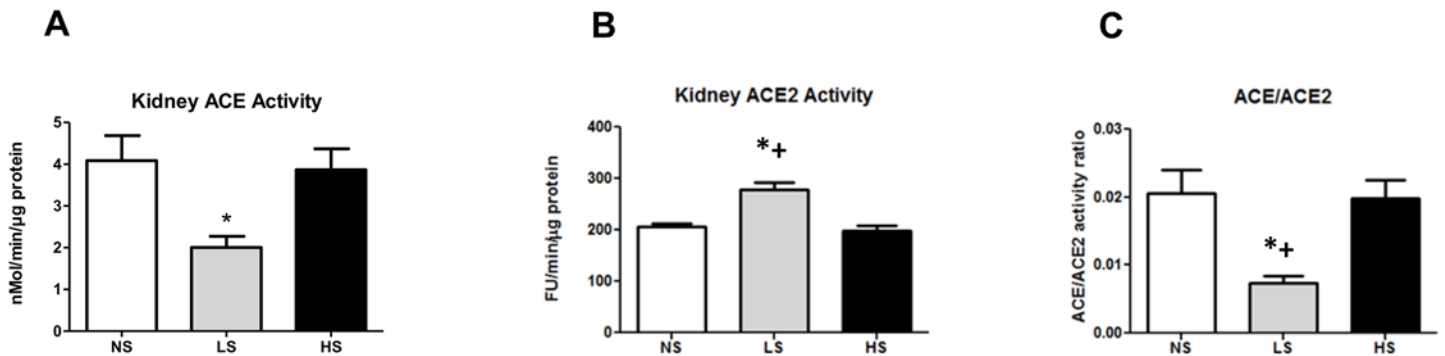 A
Kidney ACE Activity
nMol/min/µg protein
5
4
3
2
1
0
*
NS
LS
HS
B
Kidney ACE2 Activity
FU/min/µg protein
400
300
200
100
0
*+
NS
LS
HS
C
ACE/ACE2
ACE/ACE2 activity ratio
0.03
0.02
0.01
0.00
*+
NS
LS
HS